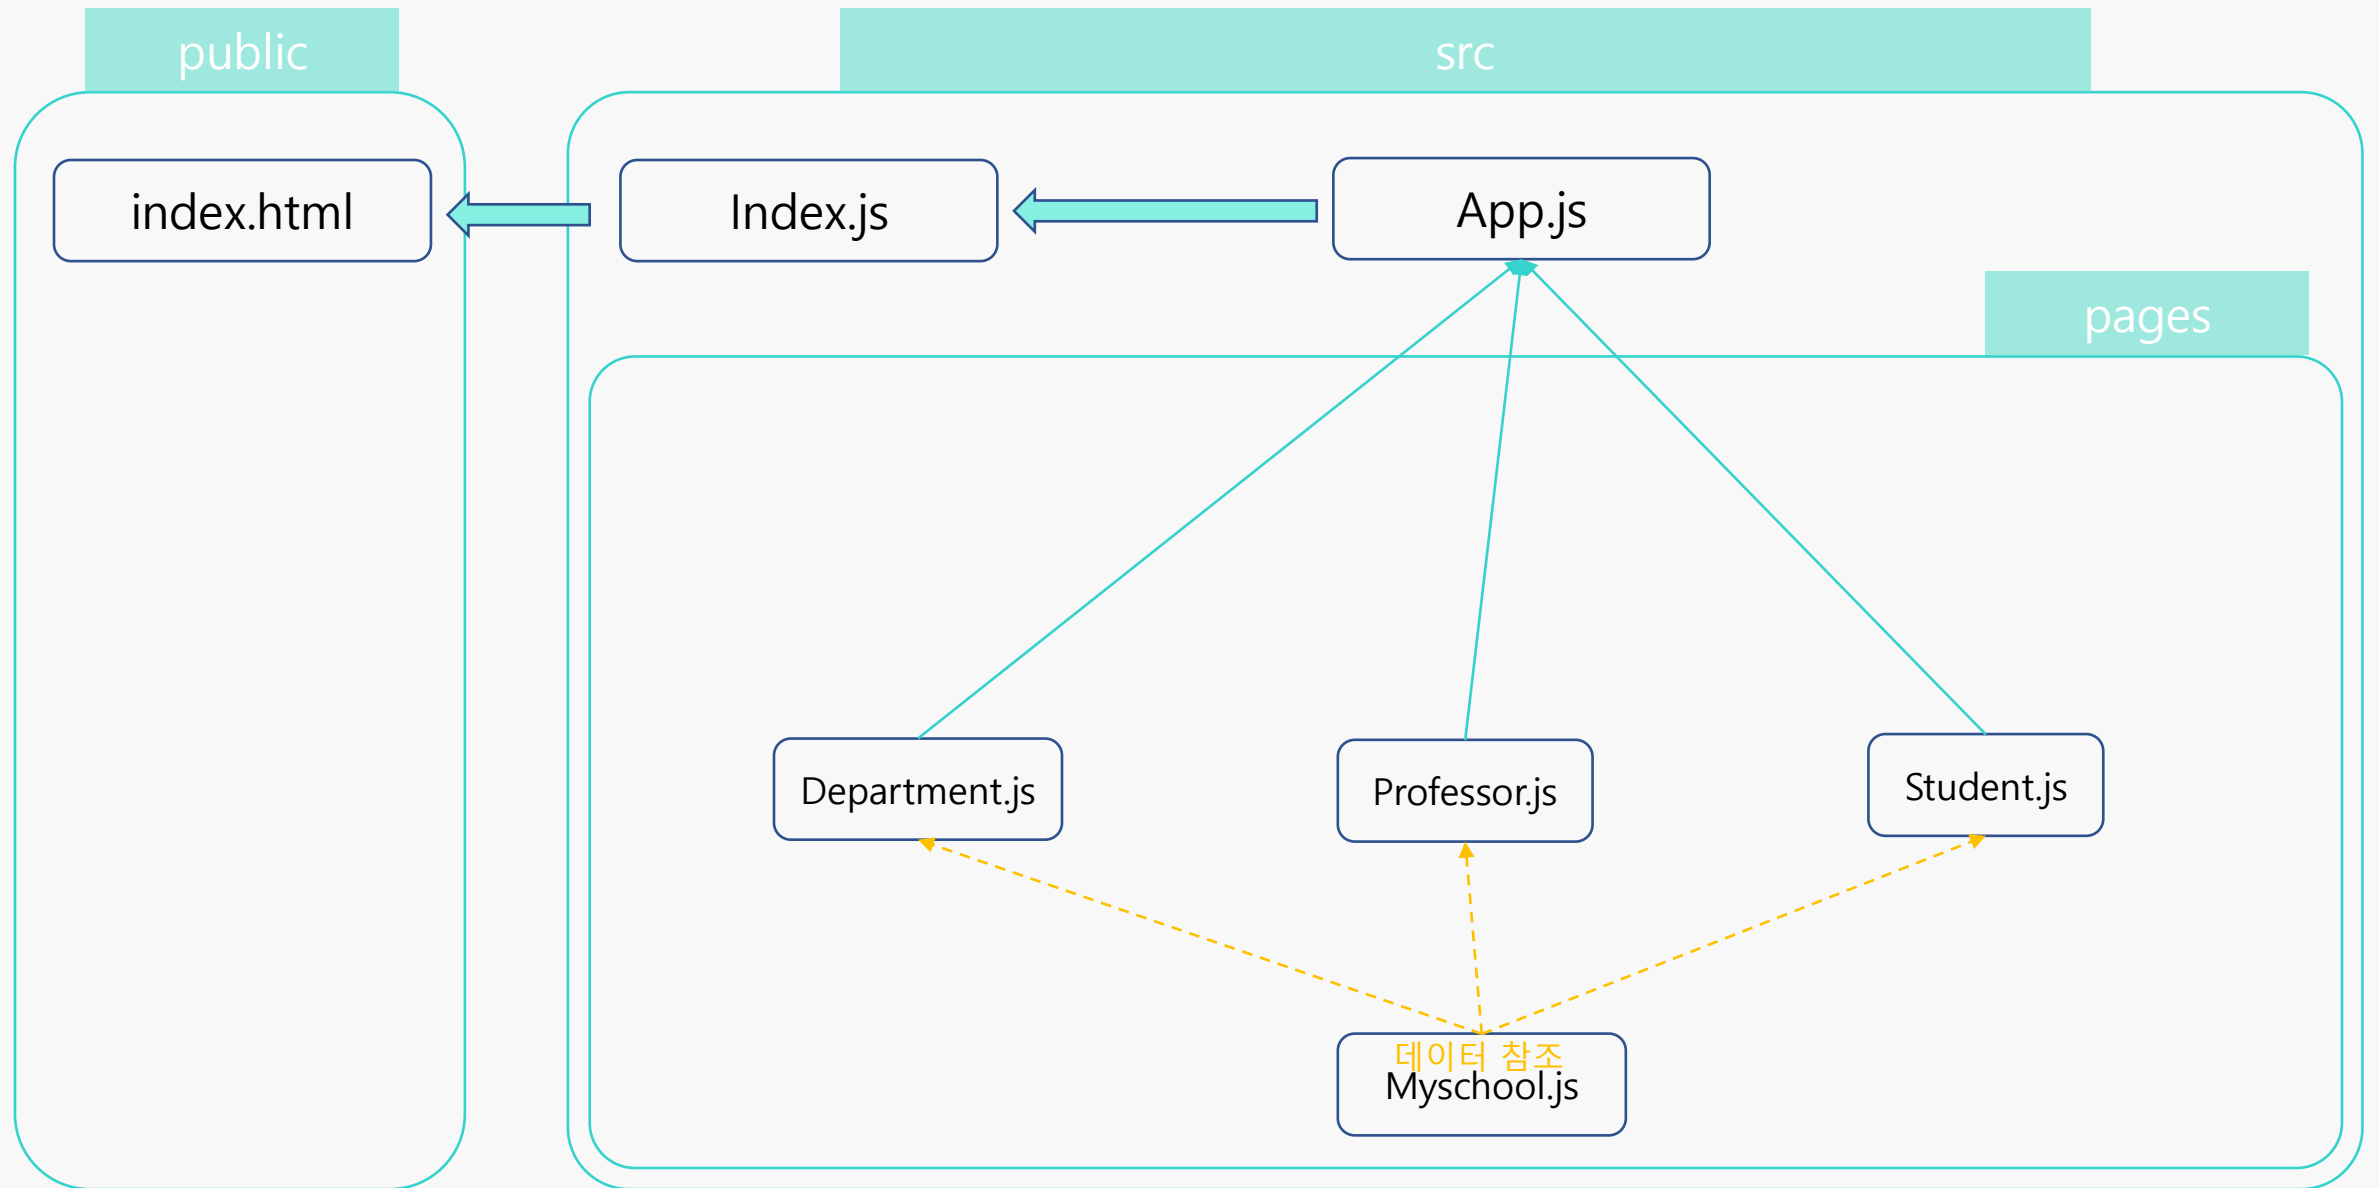 public
src
index.html
Index.js
App.js
pages
Department.js
Professor.js
Student.js
데이터 참조
Myschool.js